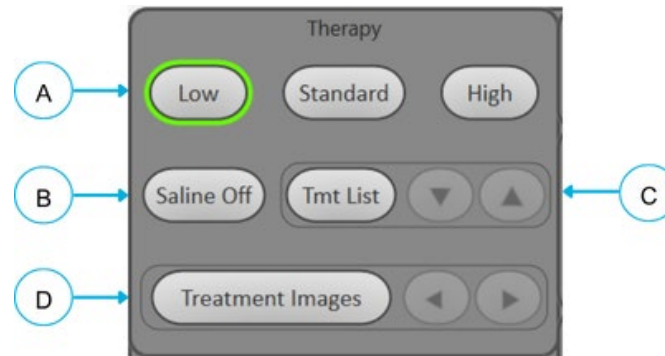 Therapy
A Low Standard High
B Saline Off Tmt List C
D Treatment Images